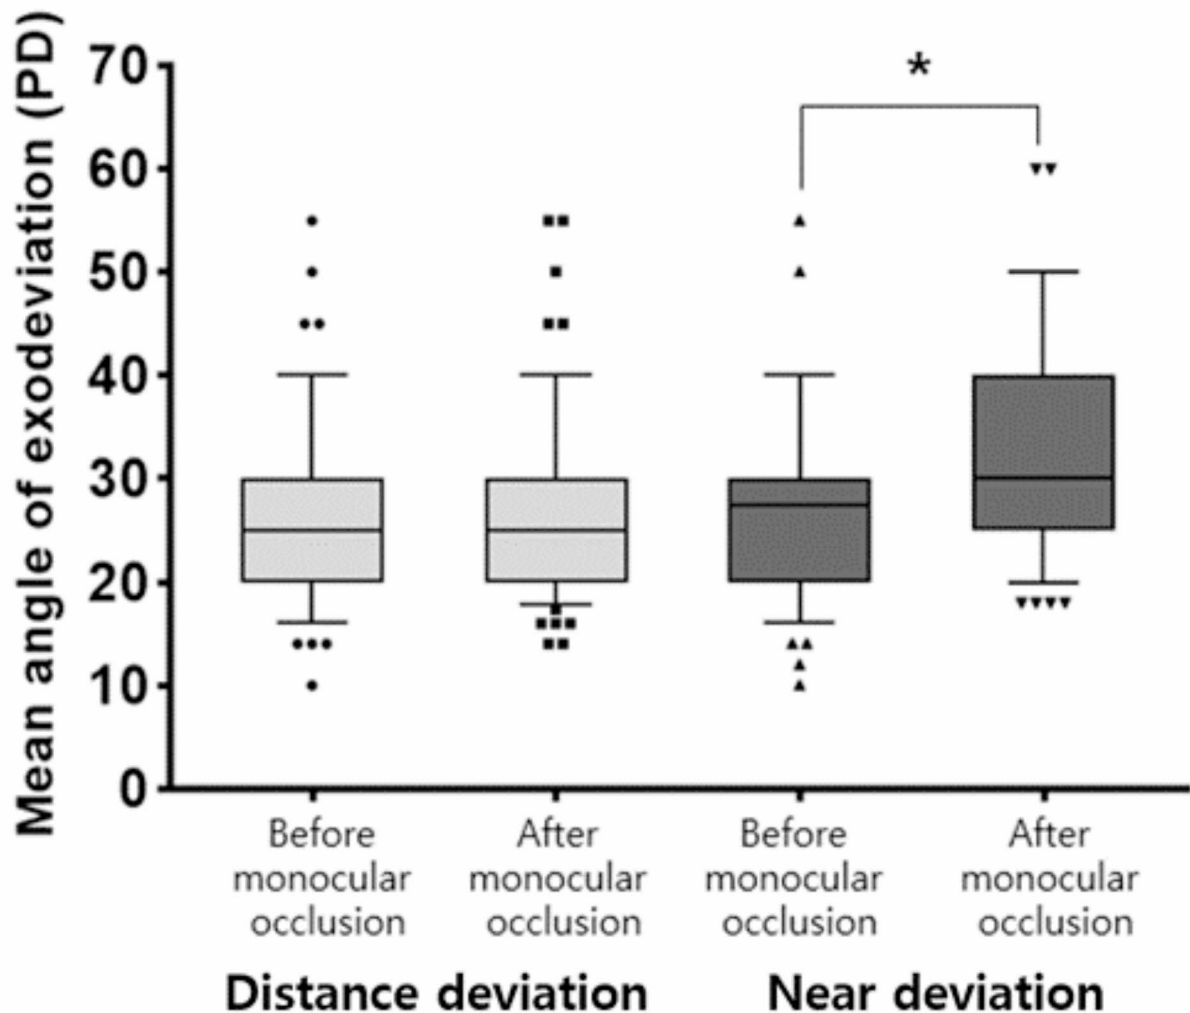 Mean angle of exodeviation (PD)
70
60
50
40
30
20
10
0
*
Before monocular occlusion
After monocular occlusion
Before monocular occlusion
After monocular occlusion
Distance deviation
Near deviation